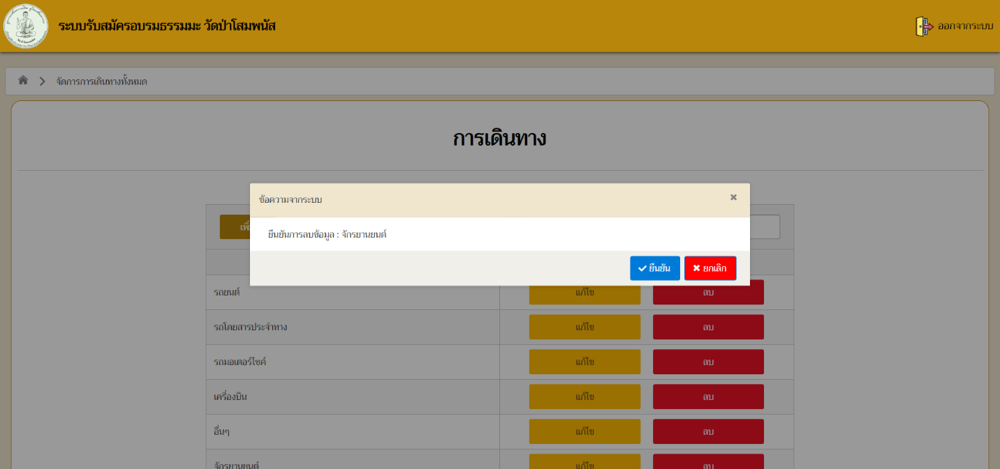 ระบบรับสมัครอบรมธรรมมะ วัดป่าโสมพนัส
ออกจากระบบ
จัดการการเดินทางทั้งหมด
การเดินทาง
ข้อความจากระบบ
ยืนยันการลบข้อมูล : จักรยานยนต์
ยืนยัน ยกเลิก
รถยนต์ แก้ไข ลบ
รถโดยสารประจำทาง แก้ไข ลบ
รถมอเตอร์ไซค์ แก้ไข ลบ
เครื่องบิน แก้ไข ลบ
อื่นๆ แก้ไข ลบ
จักรยานยนต์ แก้ไข ลบ